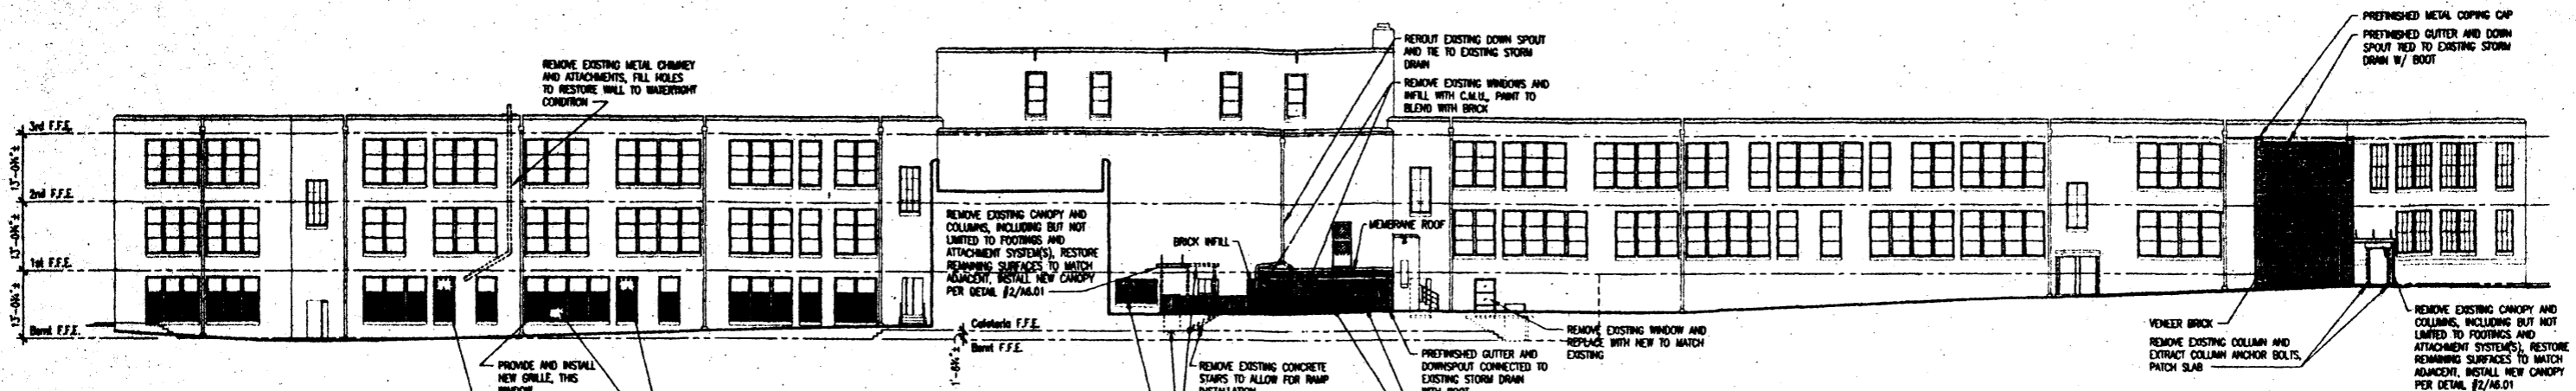 REMOVE EXISTING METAL CHIMNEY
AND ATTACHMENTS, FILL HOLES
TO RESTORE WALL TO WATERTIGHT
CONDITION
3rd F.F.E.
2nd F.F.E.
1st F.F.E.
Bsmt F.F.E.
13'-0¾" ±
13'-0¾" ±
13'-0¾" ±
PROVIDE AND INSTALL
NEW GRILLE, THIS
WINDOW
REMOVE EXISTING CANOPY AND
COLUMNS, INCLUDING BUT NOT
LIMITED TO FOOTINGS AND
ATTACHMENT SYSTEM(S), RESTORE
REMAINING SURFACES TO MATCH
ADJACENT, INSTALL NEW CANOPY
PER DETAIL #2/A6.01
Cafeteria F.F.E.
Bsmt F.F.E.
BRICK INFILL
MEMBRANE ROOF
REROUT EXISTING DOWN SPOUT
AND TIE TO EXISTING STORM
DRAIN
REMOVE EXISTING WINDOWS AND
INFILL WITH C.M.U., PAINT TO
BLEND WITH BRICK
REMOVE EXISTING CONCRETE
STAIRS TO ALLOW FOR RAMP
INSTALLATION
PREFINISHED GUTTER AND
DOWNSPOUT CONNECTED TO
EXISTING STORM DRAIN
WITH BOOT
REMOVE EXISTING WINDOW AND
REPLACE WITH NEW TO MATCH
EXISTING
PREFINISHED METAL COPING CAP
PREFINISHED GUTTER AND DOWN
SPOUT TIED TO EXISTING STORM
DRAIN W/ BOOT
VENEER BRICK
REMOVE EXISTING COLUMN AND
EXTRACT COLUMN ANCHOR BOLTS,
PATCH SLAB
REMOVE EXISTING CANOPY AND
COLUMNS, INCLUDING BUT NOT
LIMITED TO FOOTINGS AND
ATTACHMENT SYSTEM(S), RESTORE
REMAINING SURFACES TO MATCH
ADJACENT, INSTALL NEW CANOPY
PER DETAIL #2/A6.01